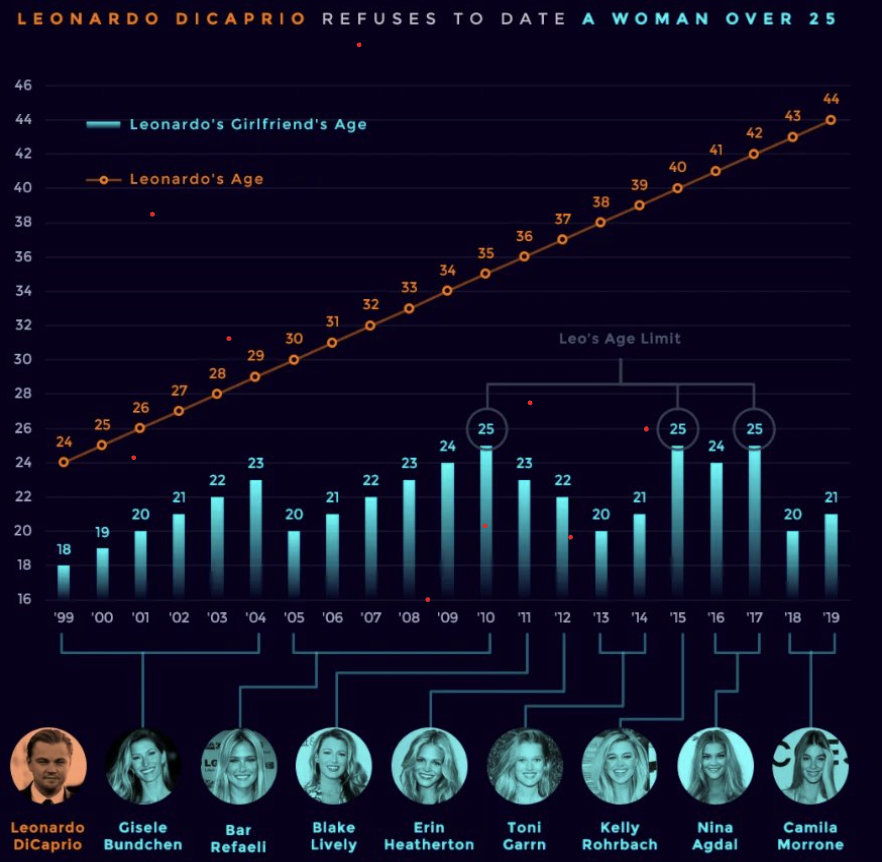 LEONARDO DICAPRIO REFUSES TO DATE A WOMAN OVER 25
46
44
42
40
38
36
34
32
30
28
26
24
22
20
18
16
Leonardo's Girlfriend's Age
Leonardo's Age
24 25 26 27 28 29 30 31 32 33 34 35 36 37 38 39 40 41 42 43 44
Leo's Age Limit
18 19 20 21 22 23 20 21 22 23 24 25 23 22 20 21 25 24 25 20 21
'99 '00 '01 '02 '03 '04 '05 '06 '07 '08 '09 '10 '11 '12 '13 '14 '15 '16 '17 '18 '19
LG
Leonardo
DiCaprio
Gisele
Bundchen
Bar
Refaeli
Blake
Lively
Erin
Heatherton
Toni
Garrn
Kelly
Rohrbach
Nina
Agdal
Camila
Morrone